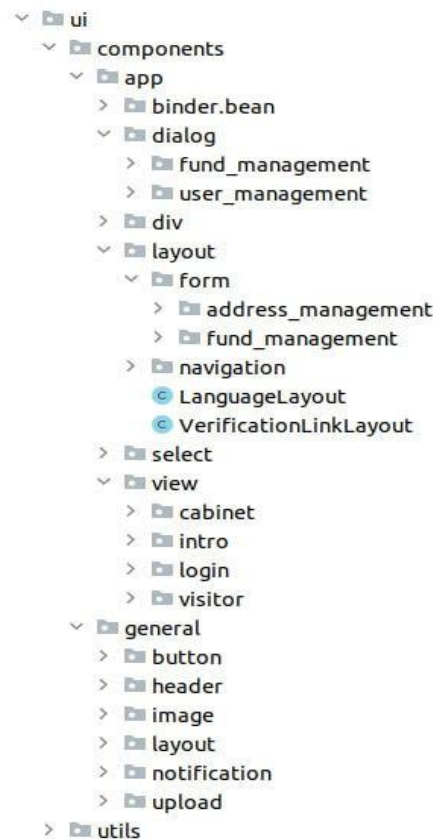 ui
components
app
binder.bean
dialog
fund_management
user_management
div
layout
form
address_management
fund_management
navigation
C LanguageLayout
C VerificationLinkLayout
select
view
cabinet
intro
login
visitor
general
button
header
image
layout
notification
upload
utils